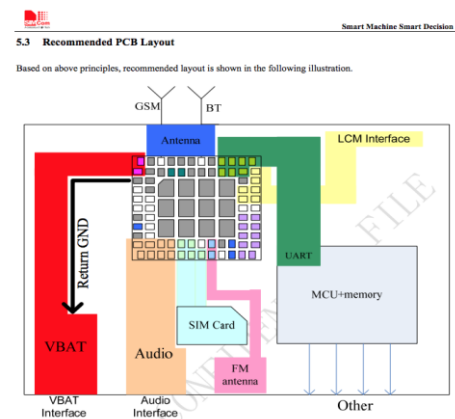 Smart Machine Smart Decision
5.3 Recommended PCB Layout
Based on above principles, recommended layout is shown in the following illustration.
GSM
BT
Antenna
LCM Interface
Return GND
UART
MCU+memory
SIM Card
VBAT
Audio
FM
antenna
VBAT
Interface
Audio
Interface
Other
FILE